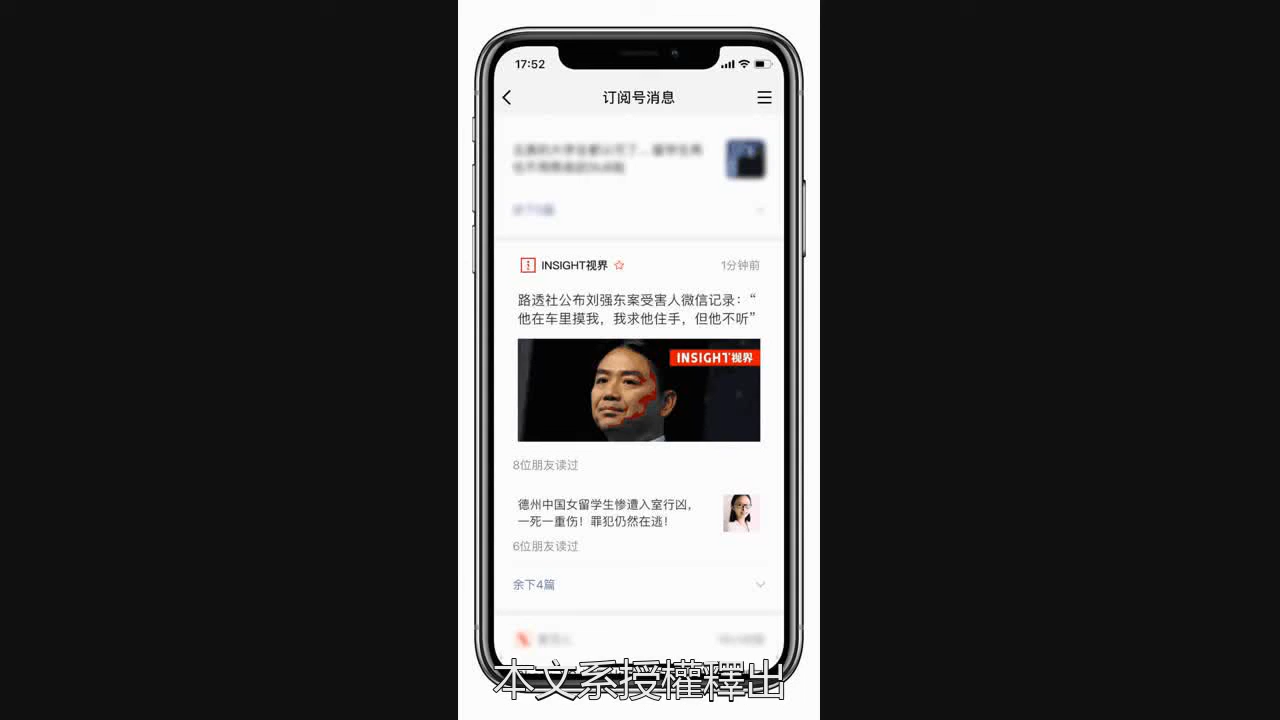 17:52
订阅号消息
INSIGHT视界
1分钟前
路透社公布刘强东案受害人微信记录：“
他在车里摸我，我求他住手，但他不听”
INSIGHT视界
8位朋友读过
德州中国女留学生惨遭入室行凶，
一死一重伤！罪犯仍然在逃！
6位朋友读过
余下4篇
本文系授權釋出